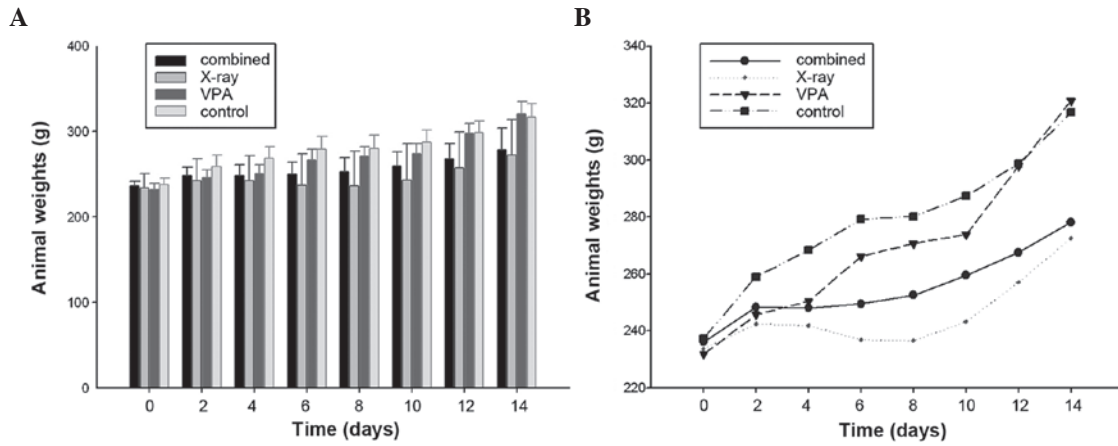 A
Animal weights (g)
400
300
200
100
0
combined
X-ray
VPA
control
0 2 4 6 8 10 12 14
Time (days)
B
Animal weights (g)
340
320
300
280
260
240
220
combined
X-ray
VPA
control
0 2 4 6 8 10 12 14
Time (days)